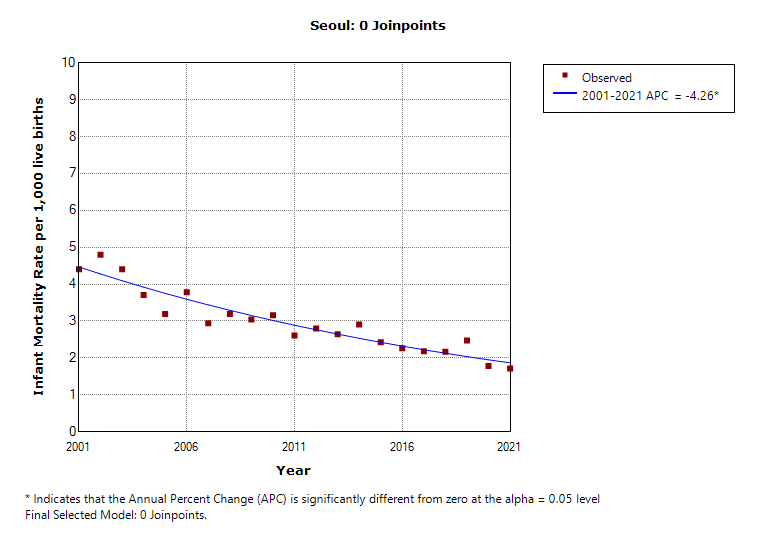 Seoul: 0 Joinpoints
Infant Mortality Rate per 1,000 live births
10
9
8
7
6
5
4
3
2
1
0
2001 2006 2011 2016 2021
Year
Observed
2001-2021 APC = -4.26*
* Indicates that the Annual Percent Change (APC) is significantly different from zero at the alpha = 0.05 level
Final Selected Model: 0 Joinpoints.